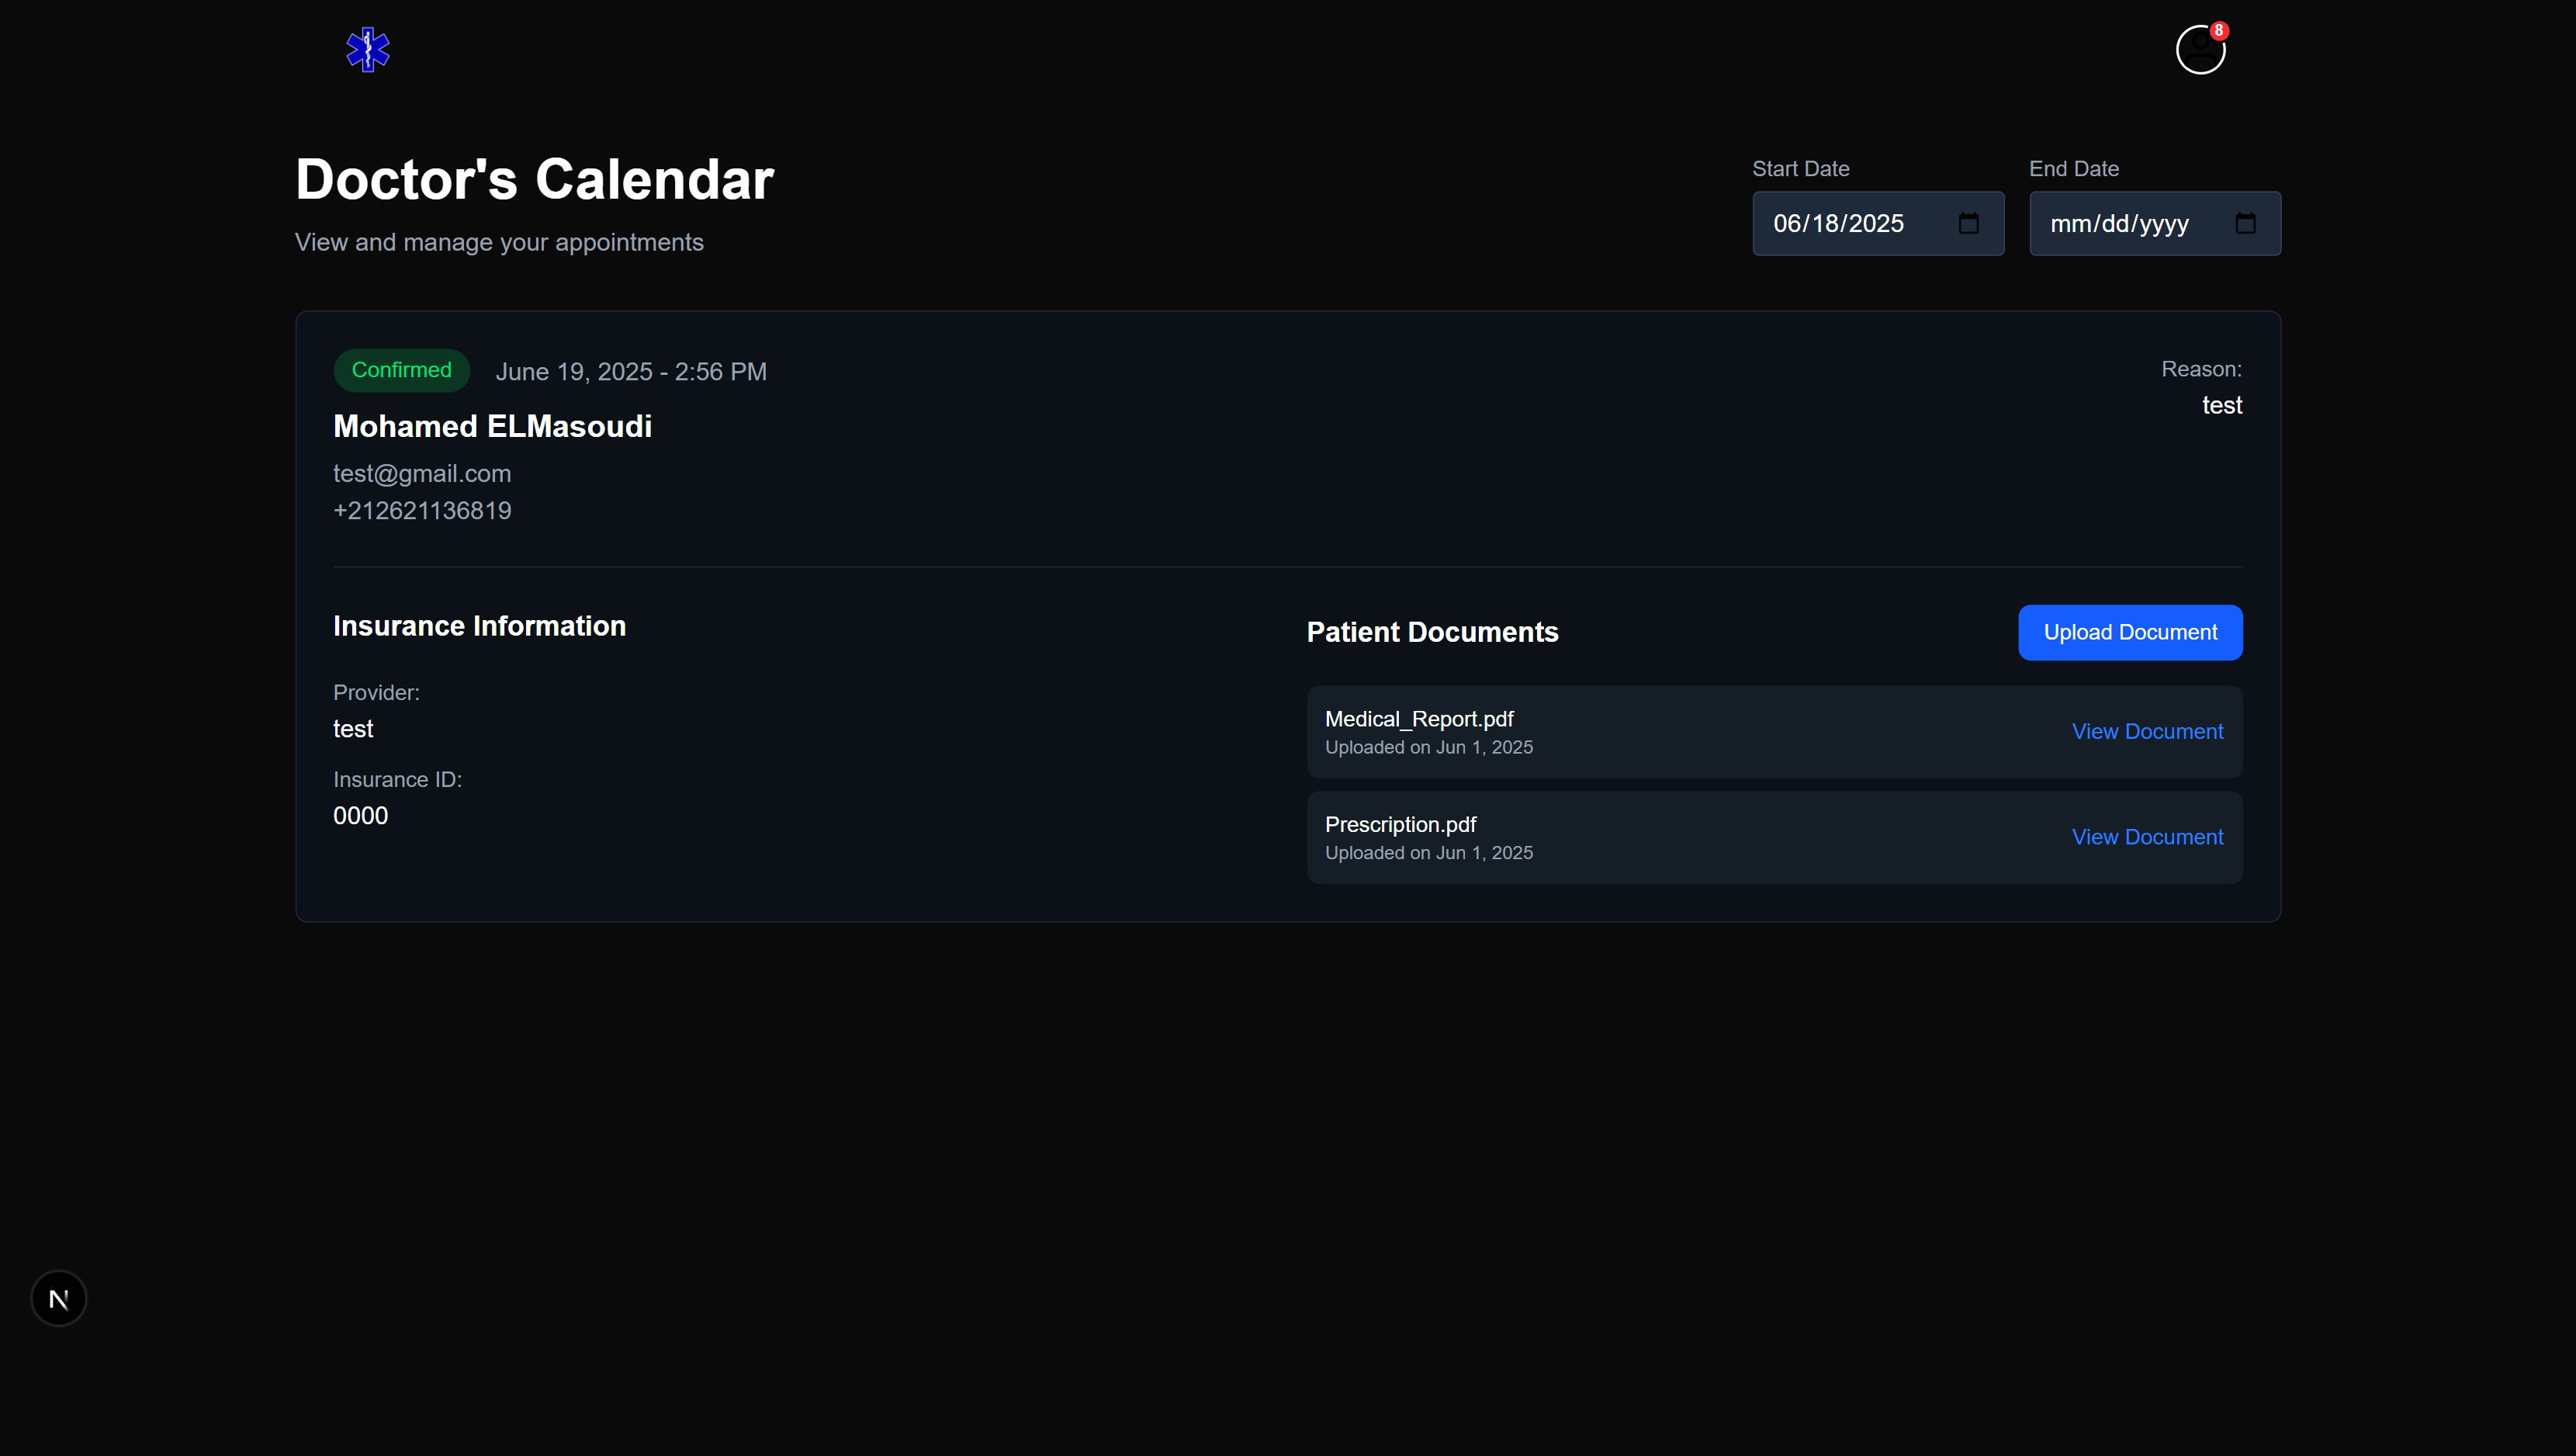 8
Doctor's Calendar
View and manage your appointments
Start Date
06/18/2025
End Date
mm/dd/yyyy
Confirmed
June 19, 2025 - 2:56 PM
Mohamed ELMasoudi
test@gmail.com
+212621136819
Reason:
test
Insurance Information
Provider:
test
Insurance ID:
0000
Patient Documents
Upload Document
Medical_Report.pdf
Uploaded on Jun 1, 2025
View Document
Prescription.pdf
Uploaded on Jun 1, 2025
View Document
N